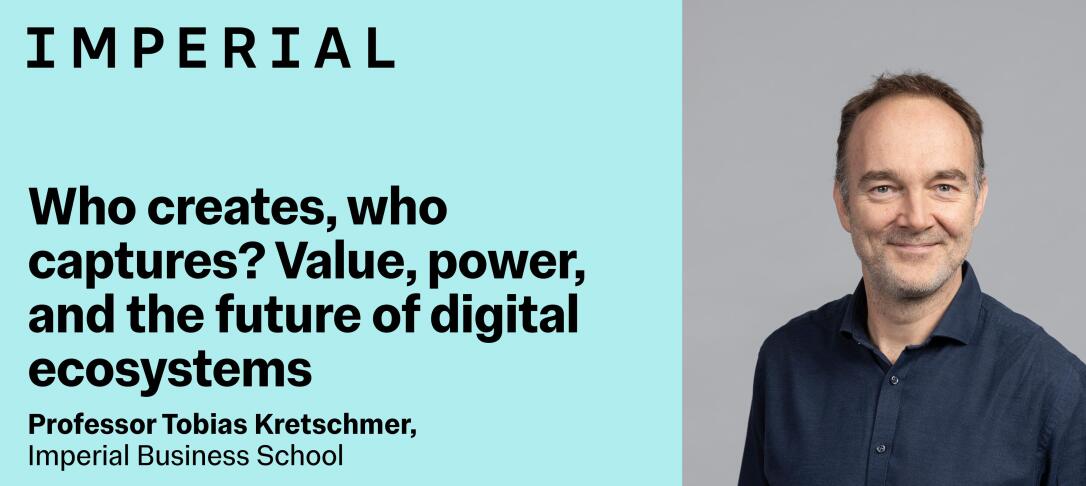 IMPERIAL
Who creates, who
captures? Value, power,
and the future of digital
ecosystems
Professor Tobias Kretschmer,
Imperial Business School